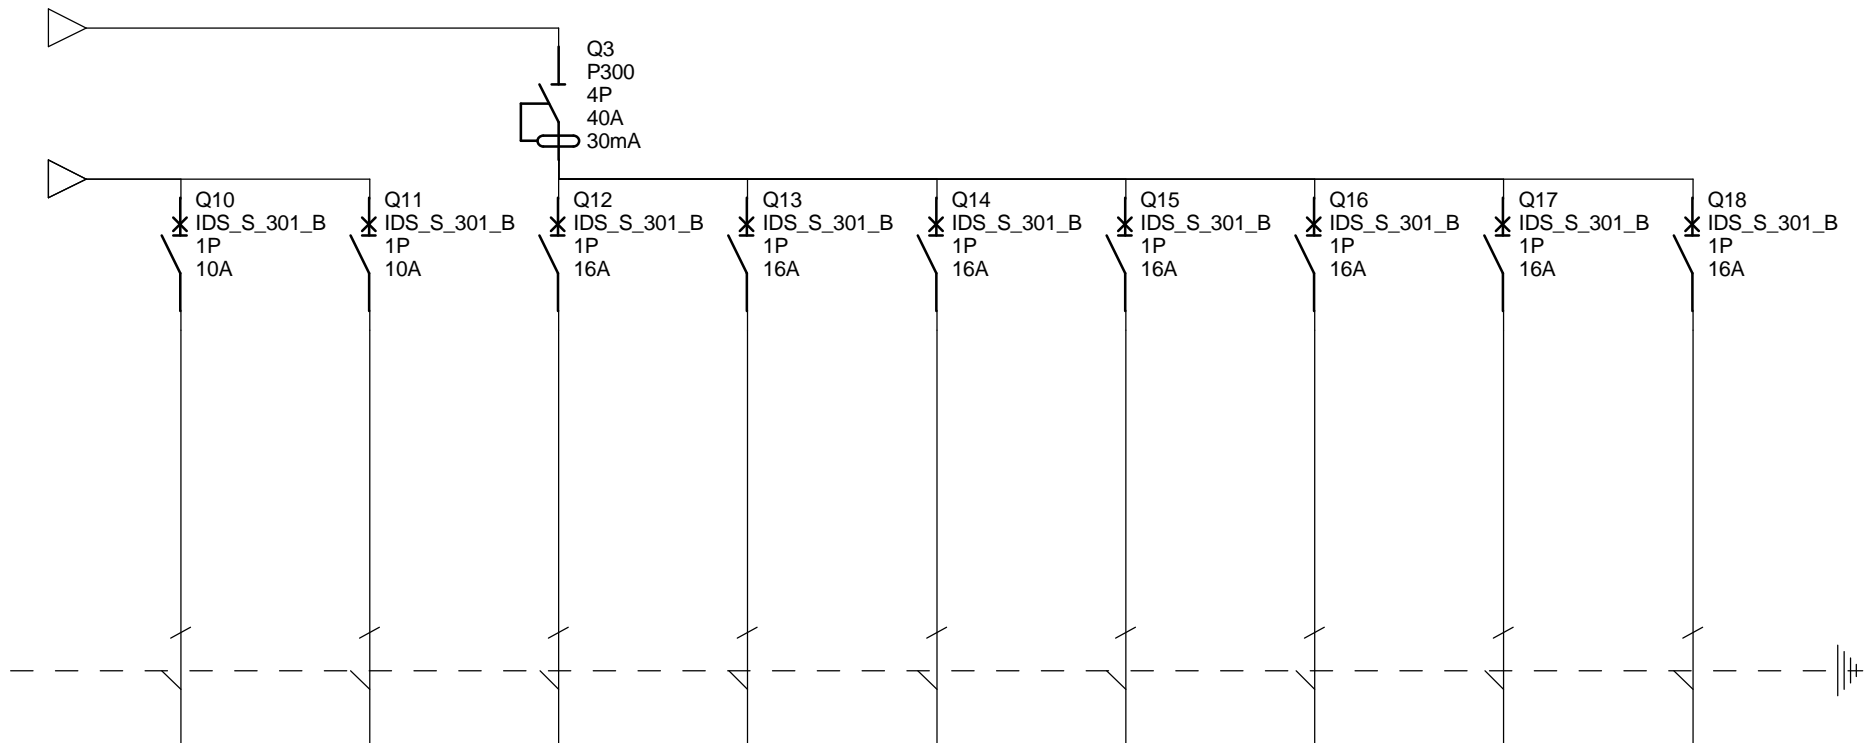 Q3
P300
4P
40A
30mA
Q10
IDS_S_301_B
1P
10A
Q11
IDS_S_301_B
1P
10A
Q12
IDS_S_301_B
1P
16A
Q13
IDS_S_301_B
1P
16A
Q14
IDS_S_301_B
1P
16A
Q15
IDS_S_301_B
1P
16A
Q16
IDS_S_301_B
1P
16A
Q17
IDS_S_301_B
1P
16A
Q18
IDS_S_301_B
1P
16A